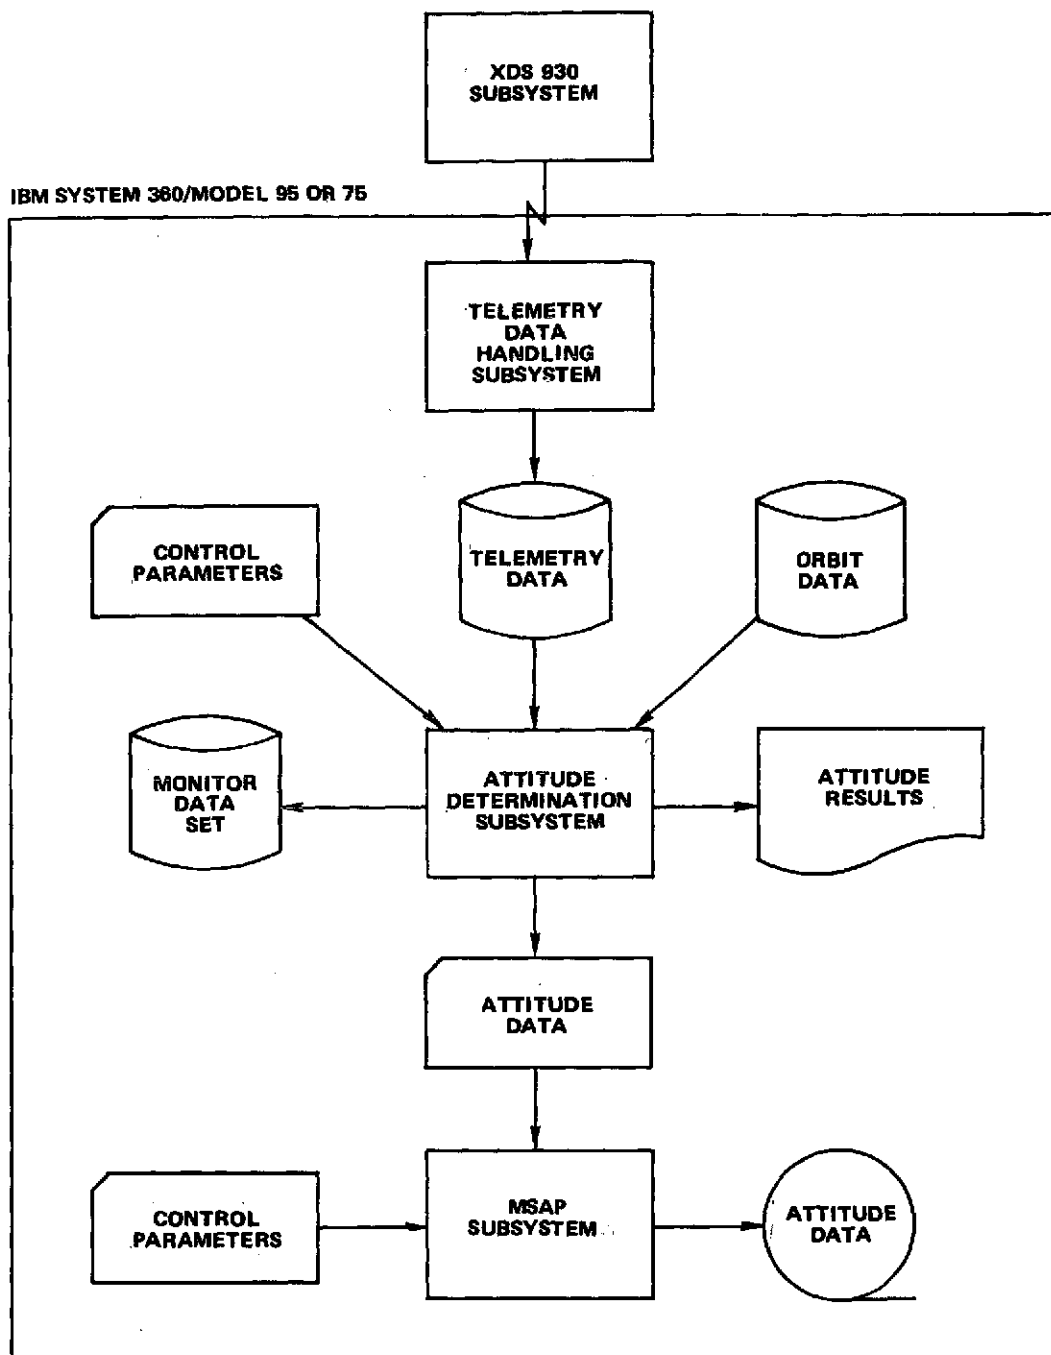 XDS 930
SUBSYSTEM
IBM SYSTEM 360/MODEL 95 OR 75
TELEMETRY
DATA
HANDLING
SUBSYSTEM
CONTROL
PARAMETERS
TELEMETRY
DATA
ORBIT
DATA
MONITOR
DATA
SET
ATTITUDE
DETERMINATION
SUBSYSTEM
ATTITUDE
RESULTS
ATTITUDE
DATA
CONTROL
PARAMETERS
MSAP
SUBSYSTEM
ATTITUDE
DATA